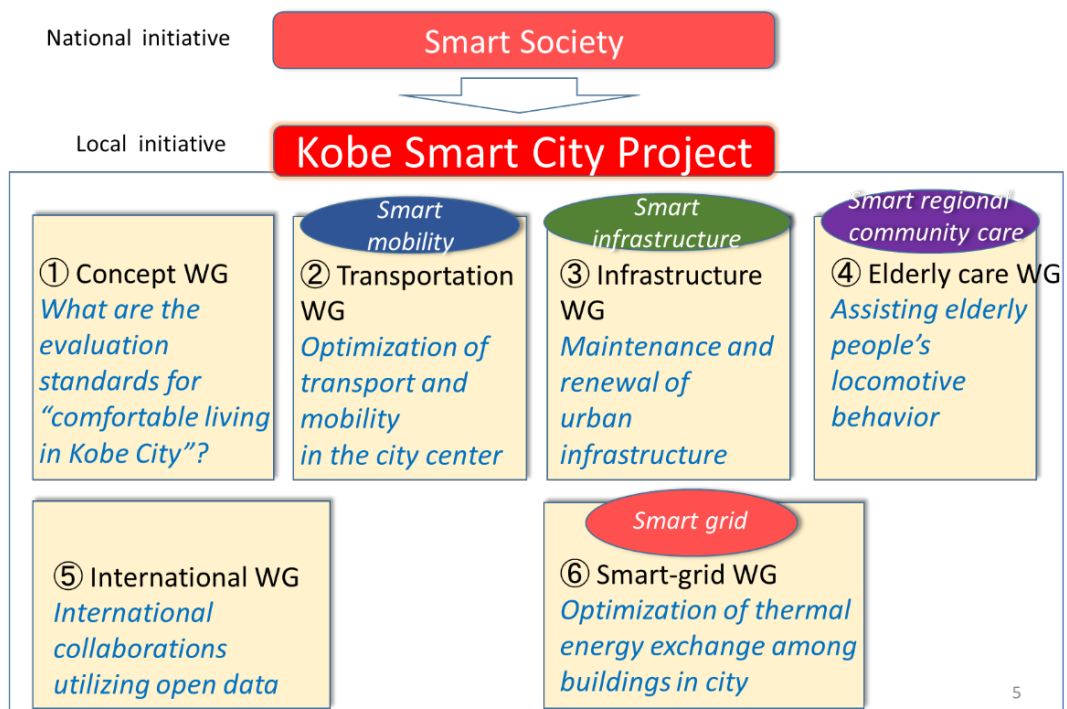 National initiative
Smart Society
Local initiative
Kobe Smart City Project
Smart
mobility
Smart
infrastructure
Smart regional
community care
① Concept WG
What are the
evaluation
standards for
“comfortable living
in Kobe City”?
② Transportation
WG
Optimization of
transport and
mobility
in the city center
③ Infrastructure
WG
Maintenance and
renewal of
urban
infrastructure
④ Elderly care WG
Assisting elderly
people’s
locomotive
behavior
⑤ International WG
International
collaborations
utilizing open data
Smart grid
⑥ Smart-grid WG
Optimization of thermal
energy exchange among
buildings in city
5